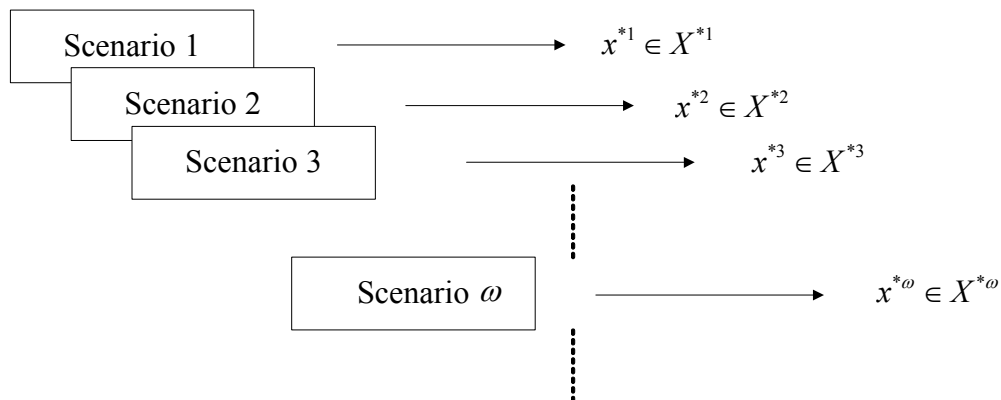 Scenario 1 x*1 ∈ X*1
Scenario 2 x*2 ∈ X*2
Scenario 3 x*3 ∈ X*3
Scenario ω x*ω ∈ X*ω